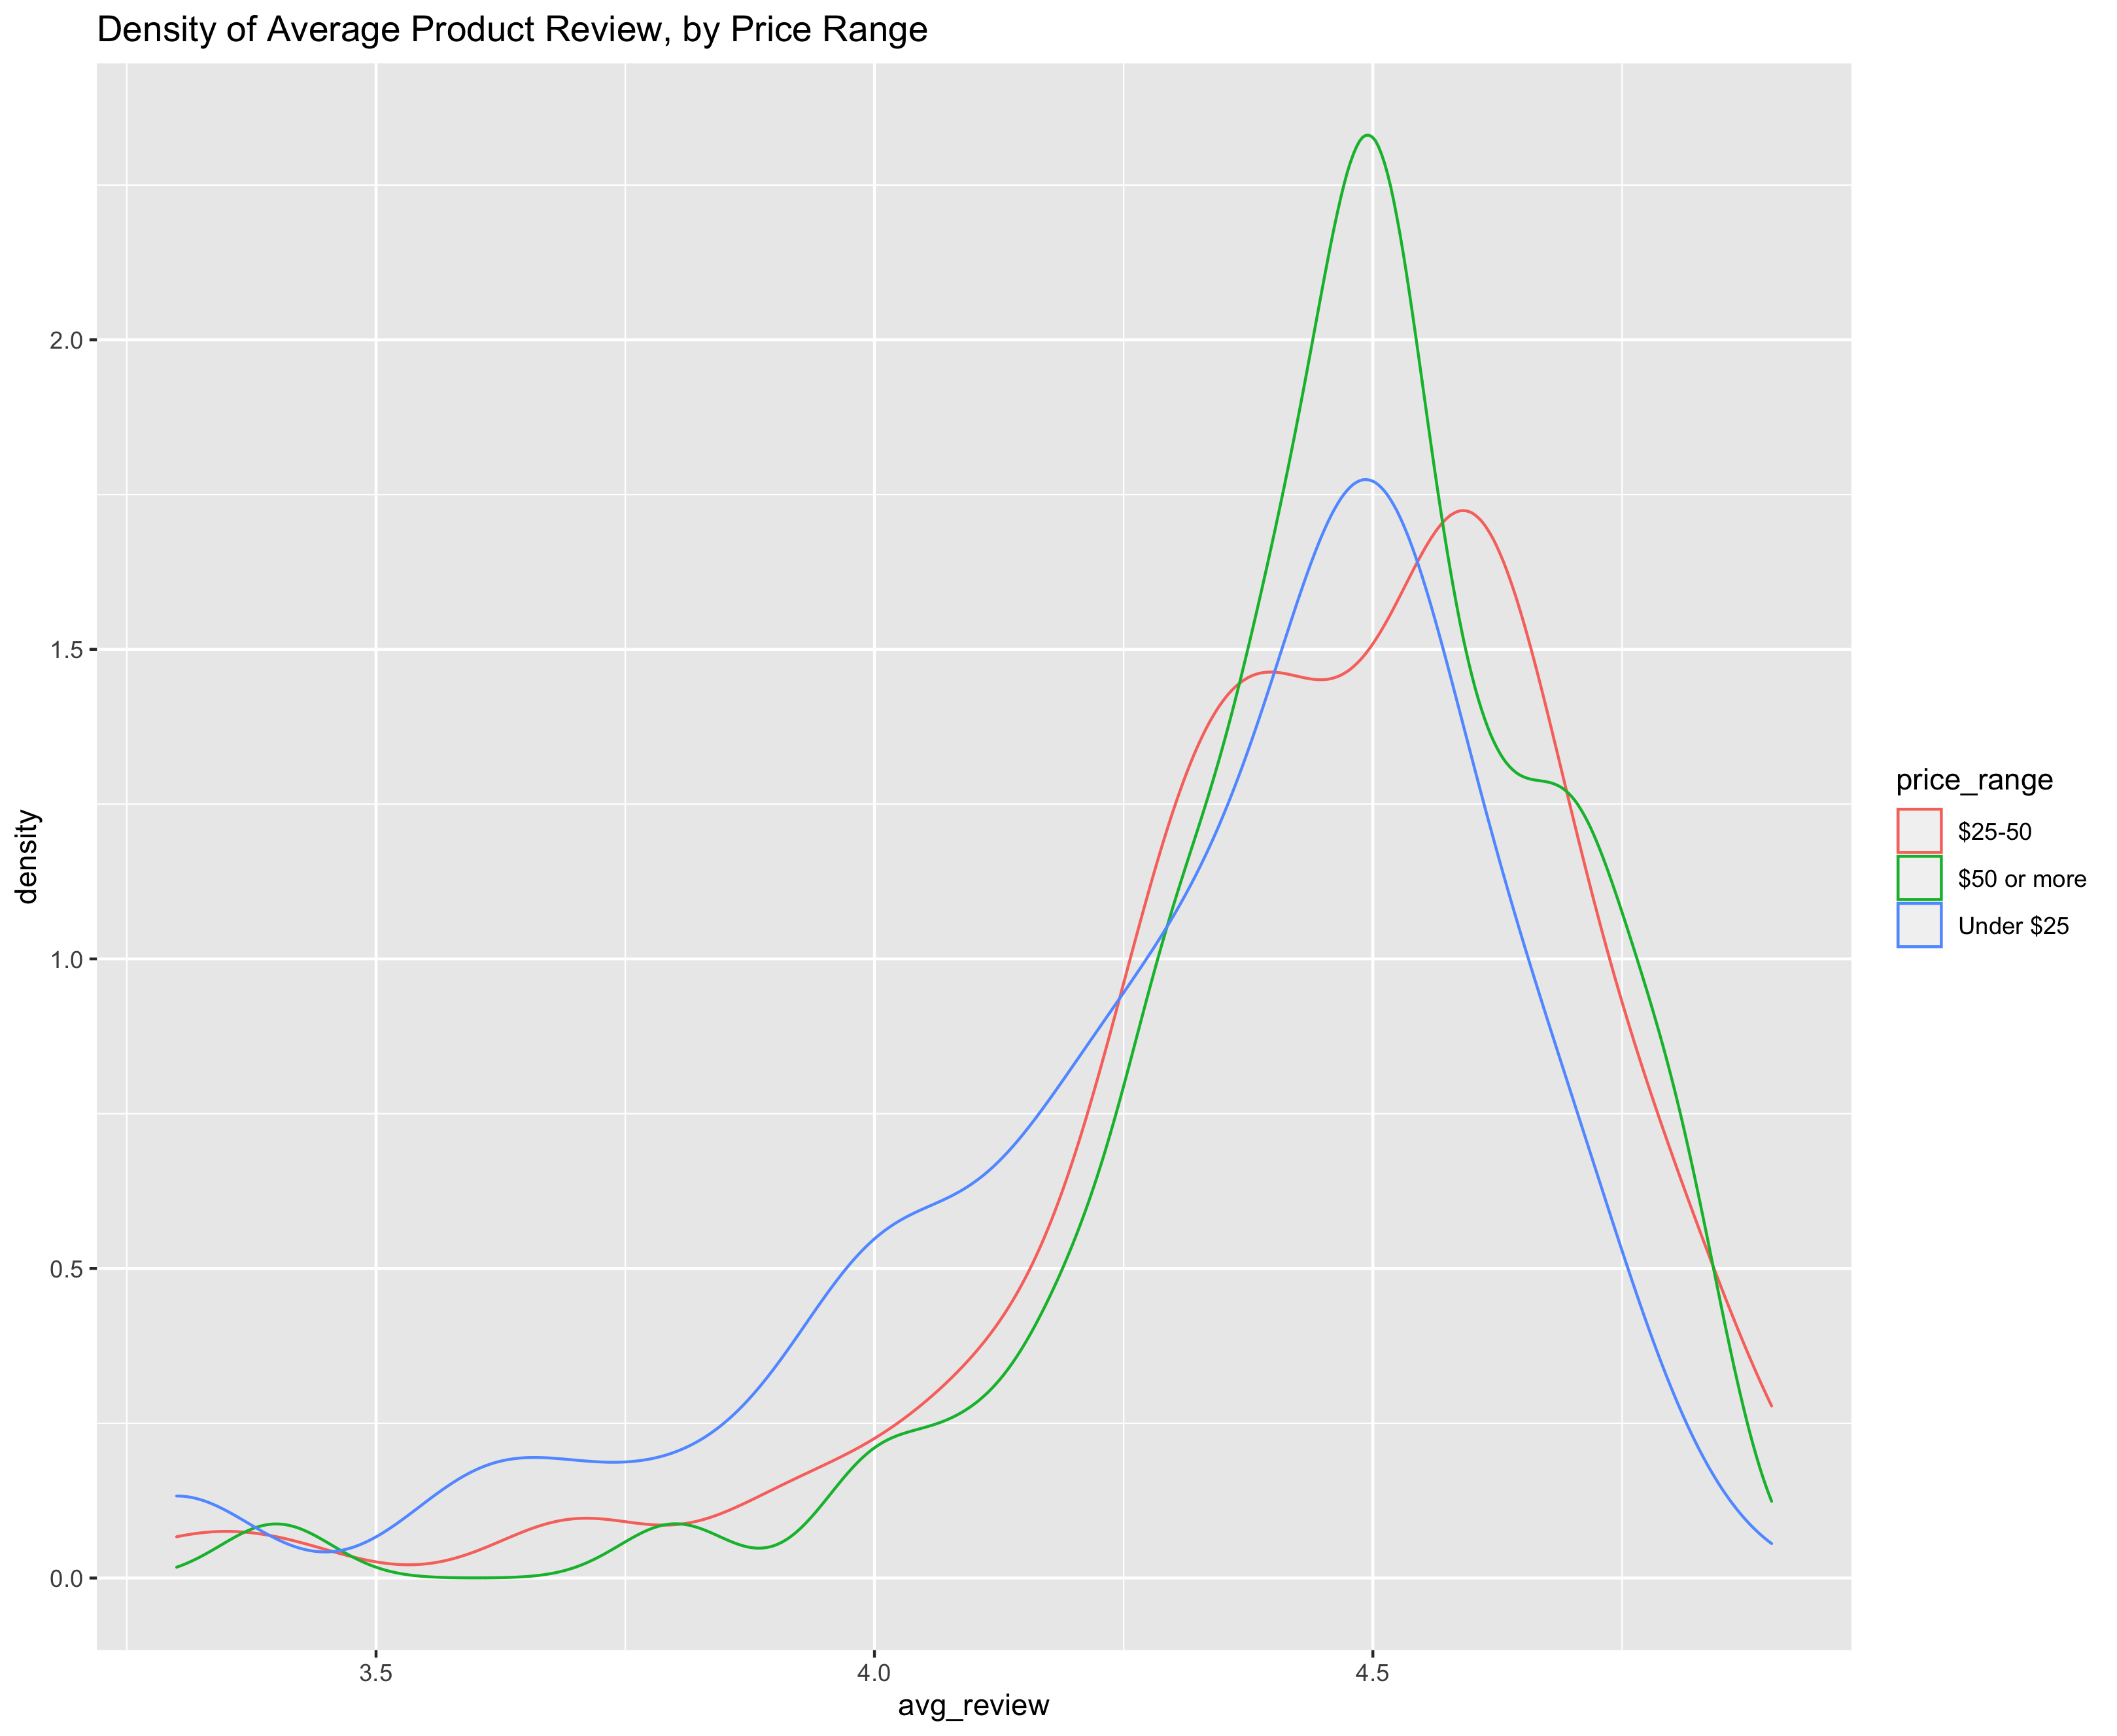 Density of Average Product Review, by Price Range
density
2.0
1.5
1.0
0.5
0.0
3.5 4.0 4.5
avg_review
price_range
$25-50
$50 or more
Under $25